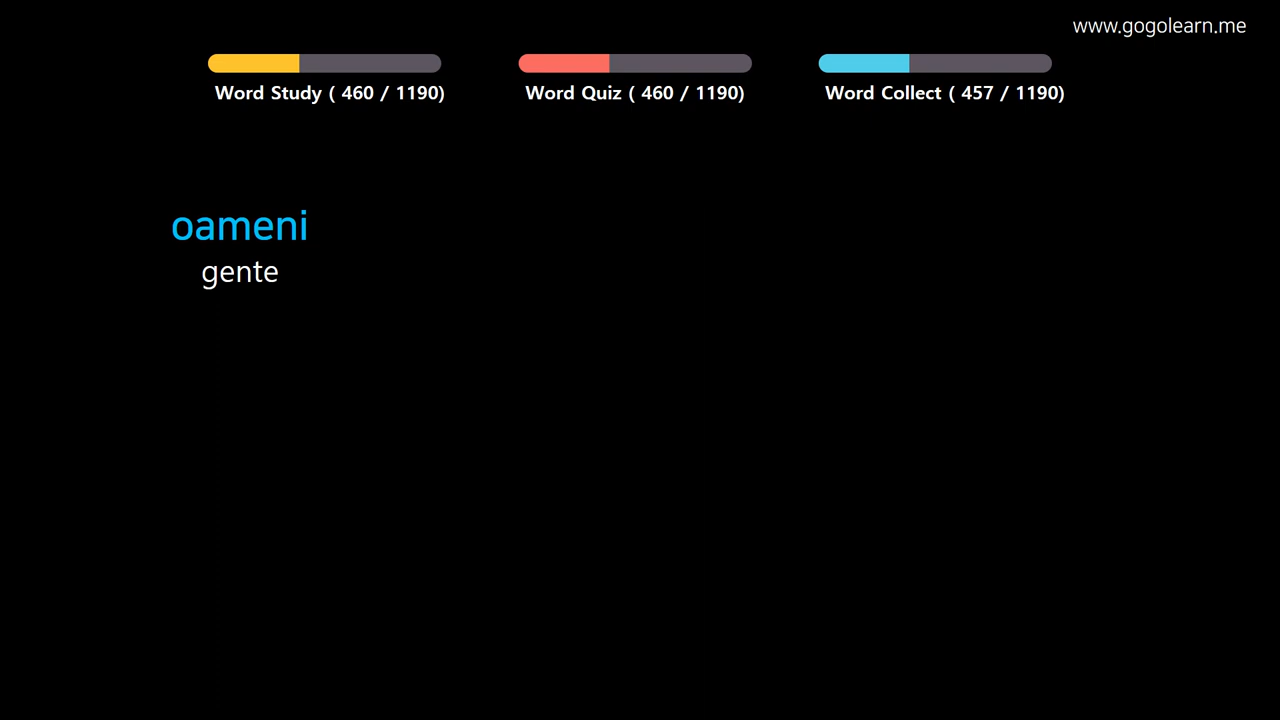 www.gogolearn.me
Word Study ( 460 / 1190)
Word Quiz ( 460 / 1190)
Word Collect ( 457 / 1190)
oameni
gente